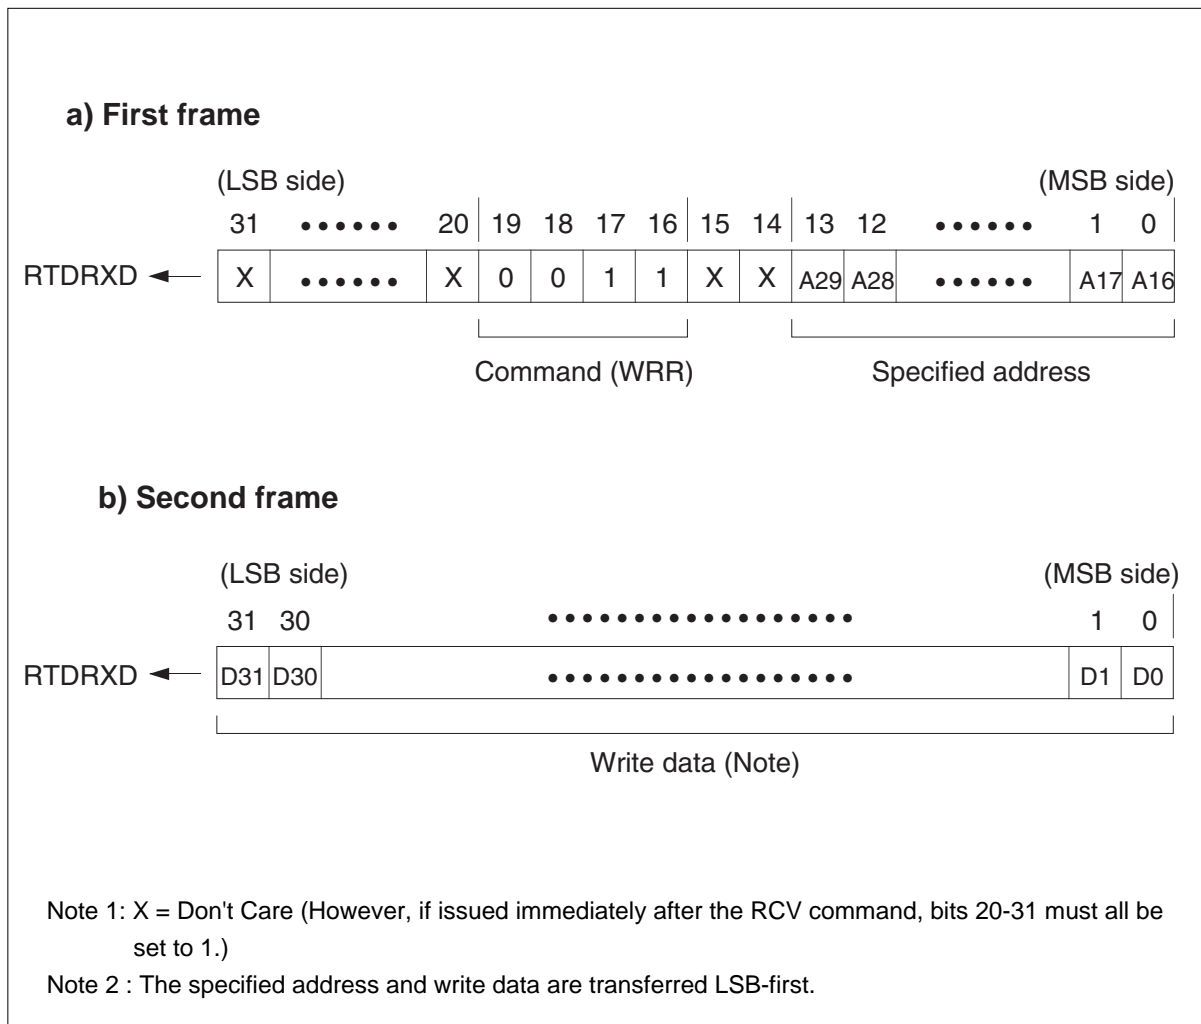 a) First frame
(LSB side) (MSB side)
31 •••••• 20 19 18 17 16 15 14 13 12 •••••• 1 0
RTDRXD X •••••• X 0 0 1 1 X X A29 A28 •••••• A17 A16
Command (WRR) Specified address
b) Second frame
(LSB side) (MSB side)
31 30 •••••••••••••••••• 1 0
RTDRXD D31 D30 •••••••••••••••••• D1 D0
Write data (Note)
Note 1: X = Don't Care (However, if issued immediately after the RCV command, bits 20-31 must all be
set to 1.)
Note 2 : The specified address and write data are transferred LSB-first.